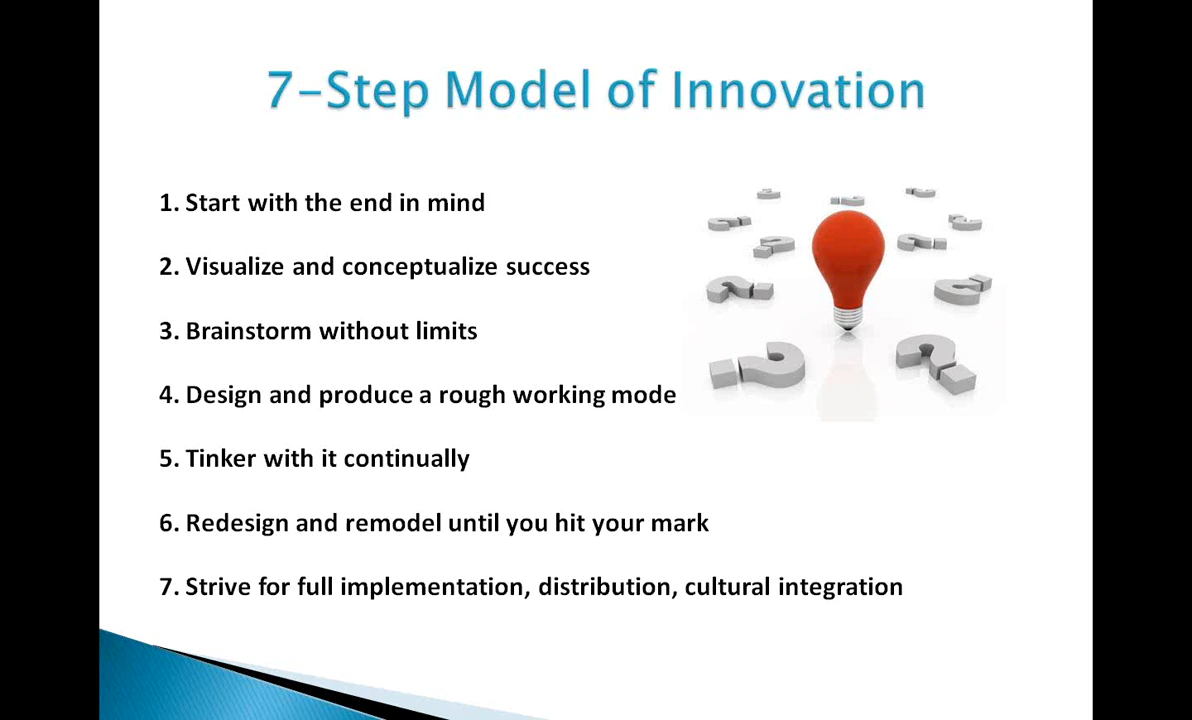 7-Step Model of Innovation
1. Start with the end in mind
2. Visualize and conceptualize success
3. Brainstorm without limits
4. Design and produce a rough working mode
5. Tinker with it continually
6. Redesign and remodel until you hit your mark
7. Strive for full implementation, distribution, cultural integration